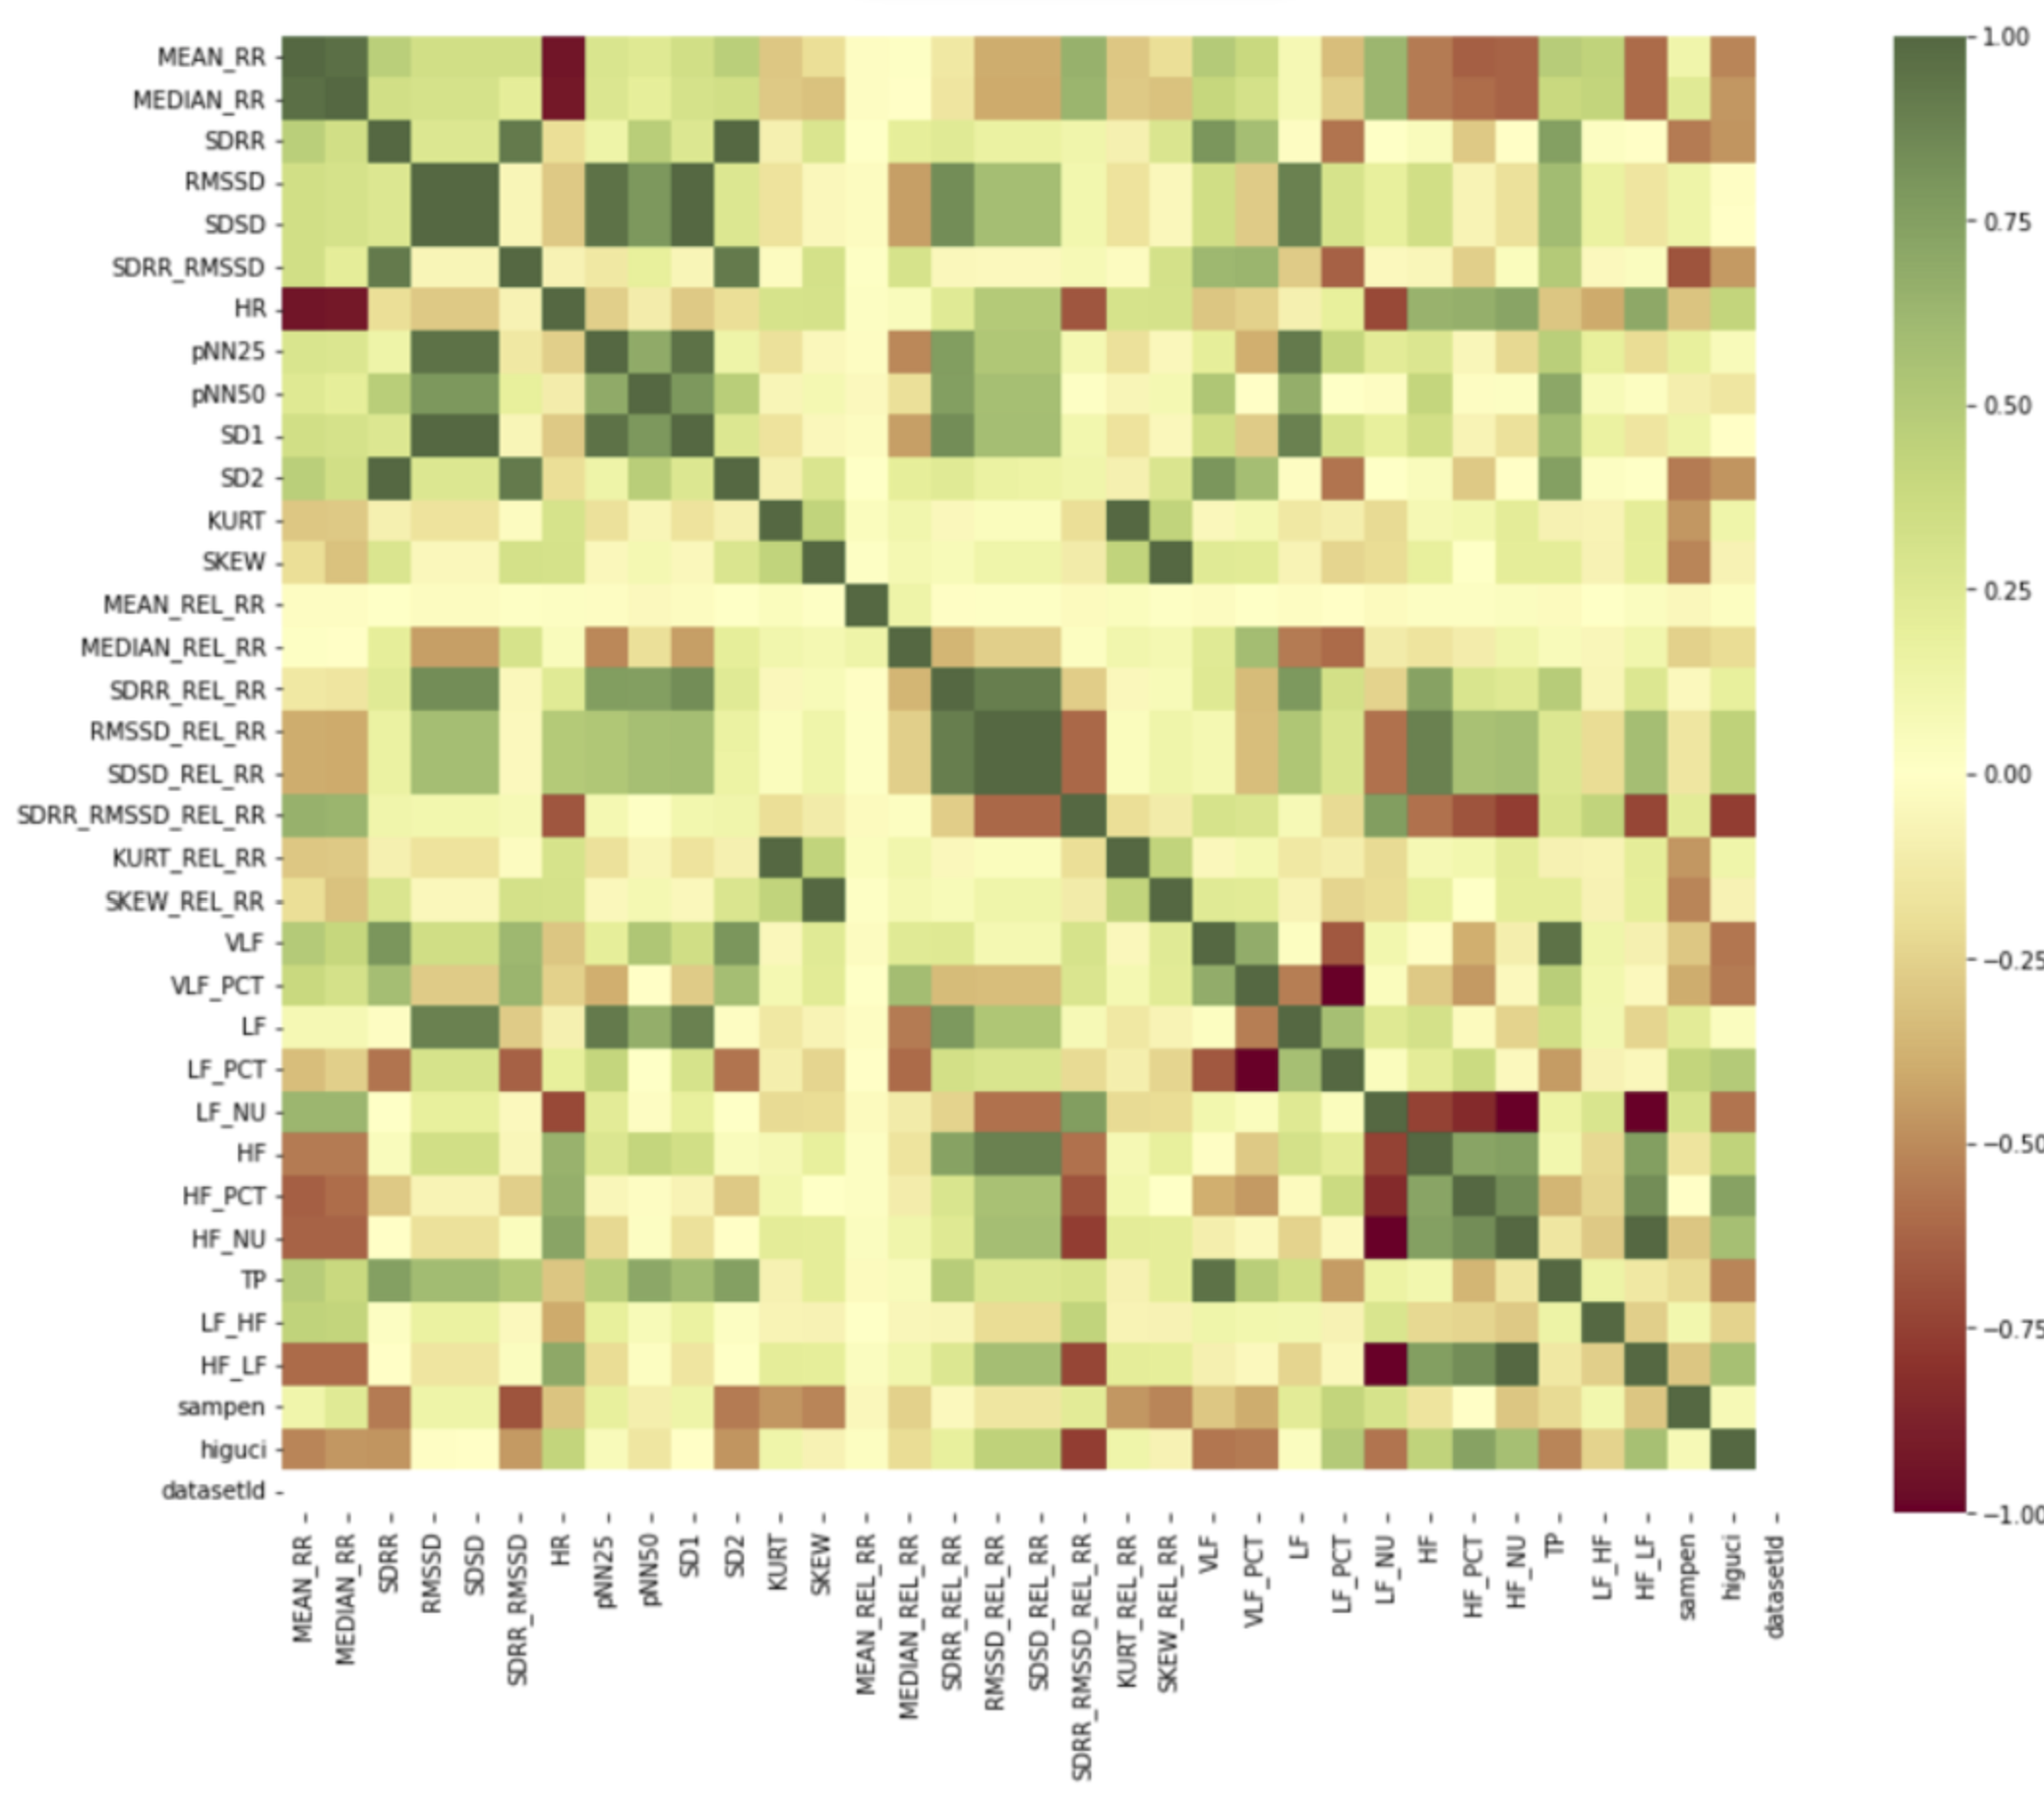 MEAN_RR
MEDIAN_RR
SDRR
RMSSD
SDSD
SDRR_RMSSD
HR
pNN25
pNN50
SD1
SD2
KURT
SKEW
MEAN_REL_RR
MEDIAN_REL_RR
SDRR_REL_RR
RMSSD_REL_RR
SDSD_REL_RR
SDRR_RMSSD_REL_RR
KURT_REL_RR
SKEW_REL_RR
VLF
VLF_PCT
LF
LF_PCT
LF_NU
HF
HF_PCT
HF_NU
TP
LF_HF
HF_LF
sampen
higuci
datasetId
MEAN_RR
MEDIAN_RR
SDRR
RMSSD
SDSD
SDRR_RMSSD
HR
pNN25
pNN50
SD1
SD2
KURT
SKEW
MEAN_REL_RR
MEDIAN_REL_RR
SDRR_REL_RR
RMSSD_REL_RR
SDSD_REL_RR
SDRR_RMSSD_REL_RR
KURT_REL_RR
SKEW_REL_RR
VLF
VLF_PCT
LF
LF_PCT
LF_NU
HF
HF_PCT
HF_NU
TP
LF_HF
HF_LF
sampen
higuci
datasetId
1.00
0.75
0.50
0.25
0.00
−0.25
−0.50
−0.75
−1.00